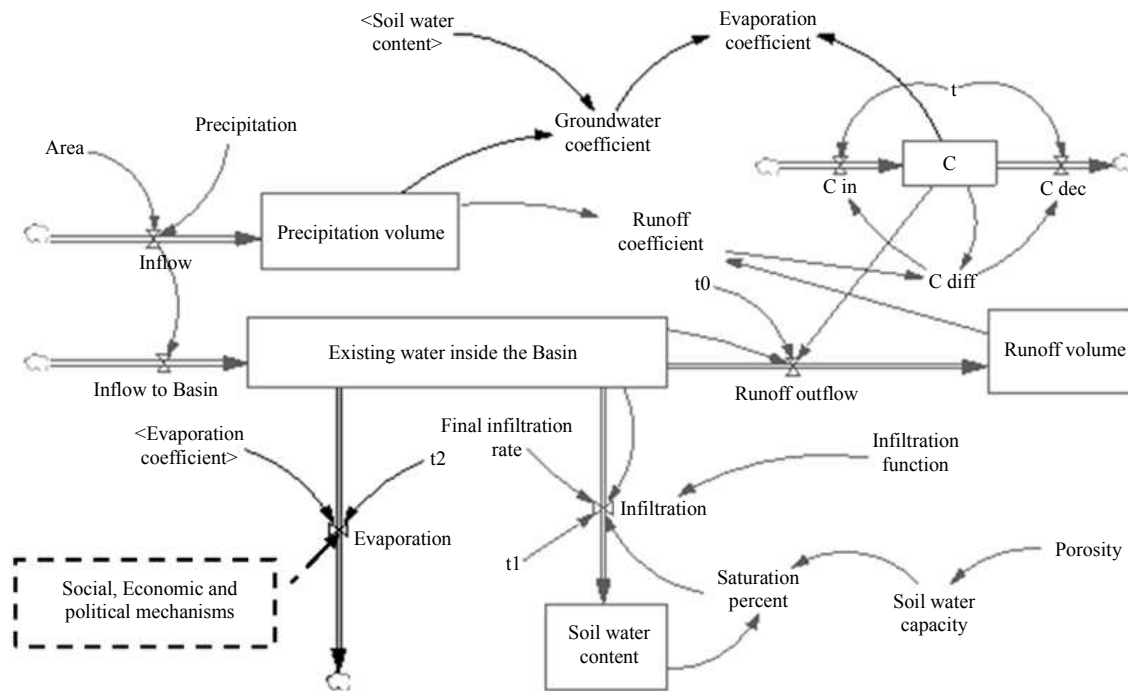 <Soil water
content>
Evaporation
coefficient
t
Precipitation
Area
Groundwater
coefficient
C
C in
C dec
Precipitation volume
Runoff
coefficient
Inflow
C diff
t0
Existing water inside the Basin
Runoff volume
Inflow to Basin
Runoff outflow
<Evaporation
coefficient>
t2
Final infiltration
rate
Infiltration
function
Infiltration
Evaporation
t1
Porosity
Social, Economic and
political mechanisms
Saturation
percent
Soil water
capacity
Soil water
content